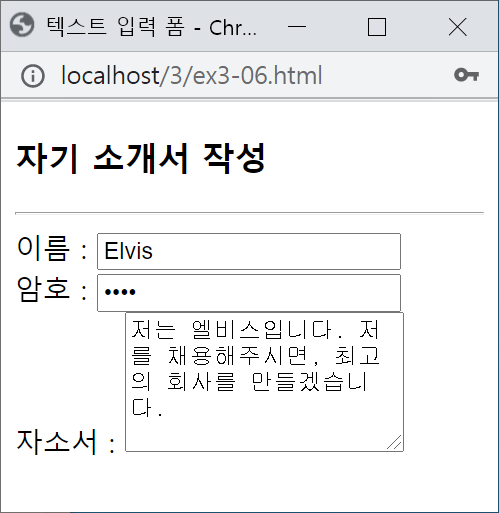 텍스트 입력 폼 - Chr...
localhost/3/ex3-06.html
자기 소개서 작성
이름 : Elvis
암호 : ••••
저는 엘비스입니다. 저
를 채용해주시면, 최고
의 회사를 만들겠습니
다.
자소서 :